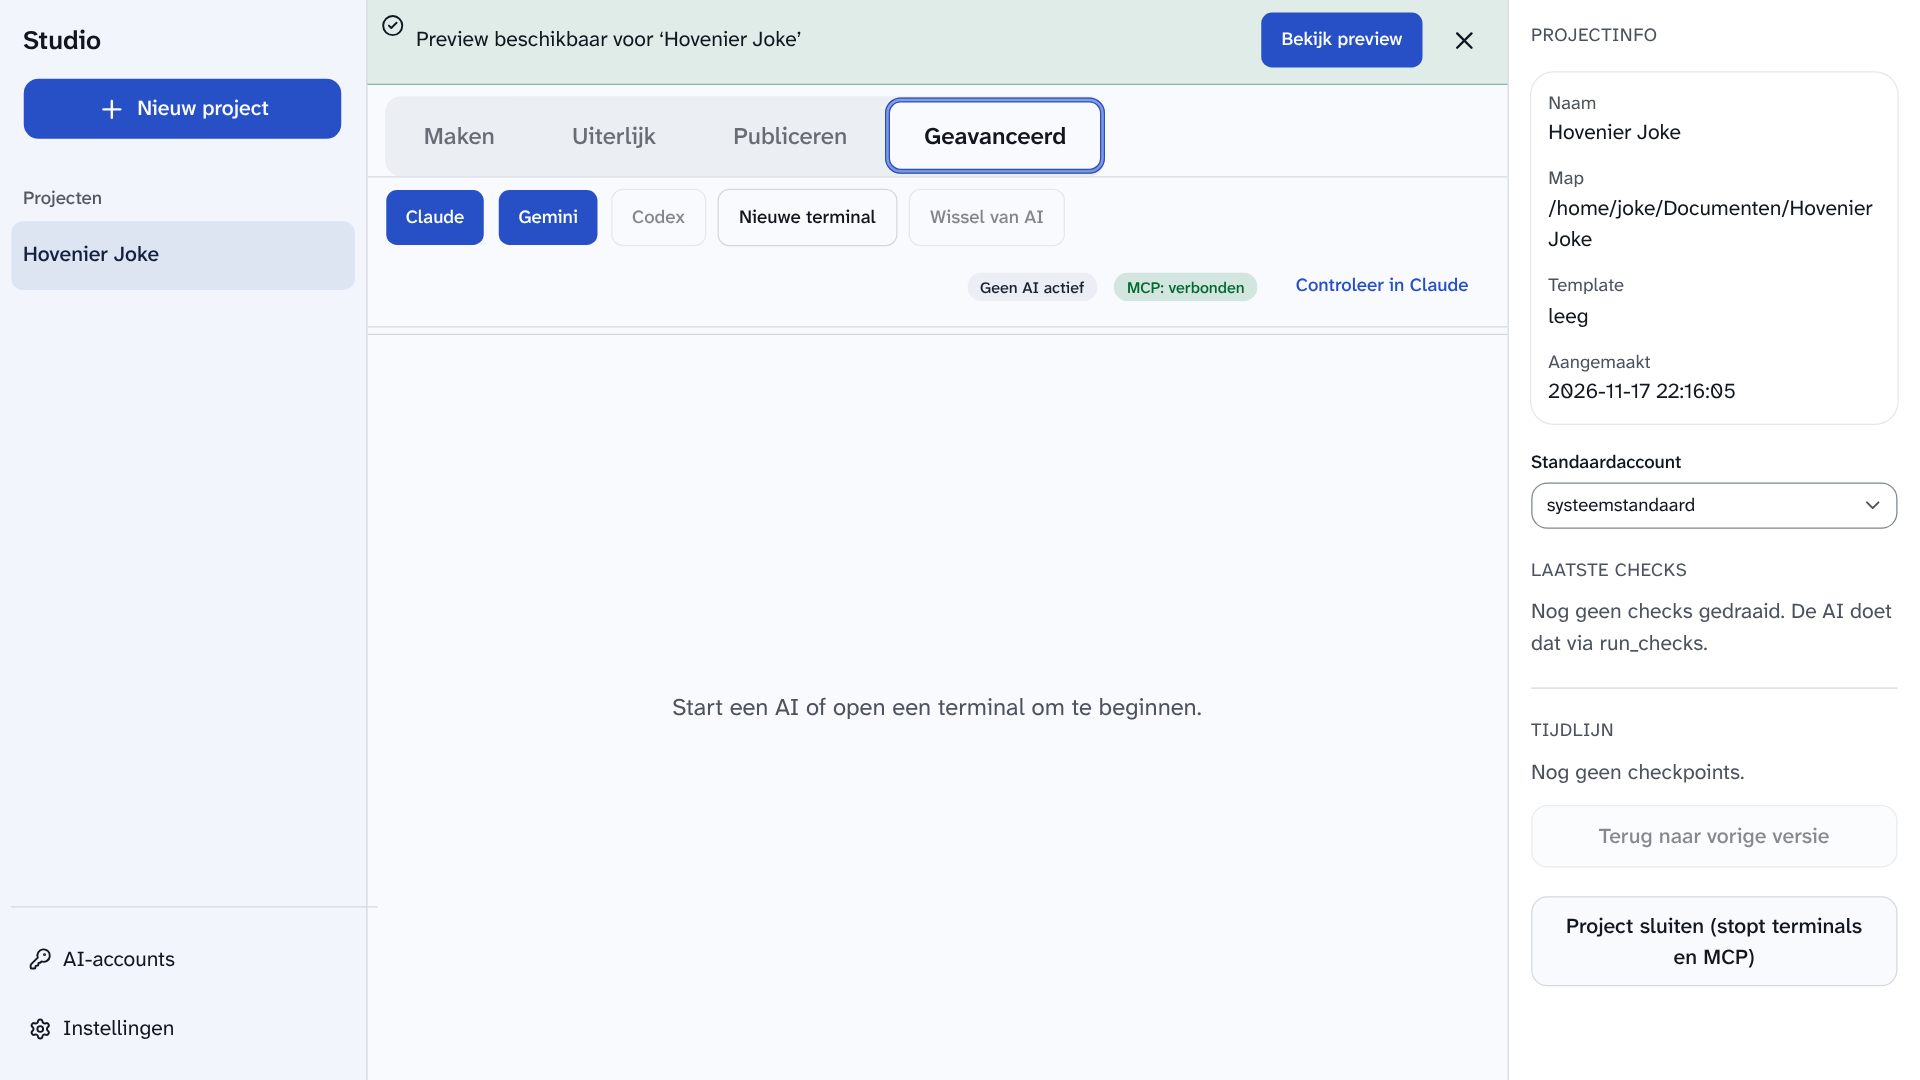 Studio
Nieuw project
Projecten
Hovenier Joke
AI-accounts
Instellingen
Preview beschikbaar voor ‘Hovenier Joke’
Bekijk preview
Maken
Uiterlijk
Publiceren
Geavanceerd
Claude
Gemini
Codex
Nieuwe terminal
Wissel van AI
Geen AI actief
MCP: verbonden
Controleer in Claude
Start een AI of open een terminal om te beginnen.
PROJECTINFO
Naam
Hovenier Joke
Map
/home/joke/Documenten/Hovenier
Joke
Template
leeg
Aangemaakt
2026-11-17 22:16:05
Standaardaccount
systeemstandaard
LAATSTE CHECKS
Nog geen checks gedraaid. De AI doet
dat via run_checks.
TIJDLIJN
Nog geen checkpoints.
Terug naar vorige versie
Project sluiten (stopt terminals
en MCP)